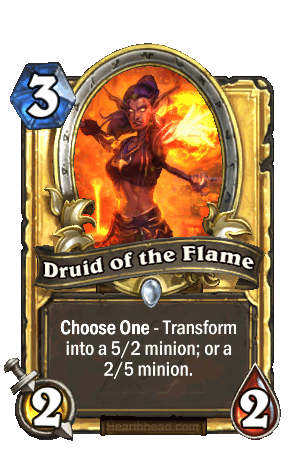 3
Druid of the Flame
Choose One - Transform
into a 5/2 minion; or a
2/5 minion.
2
2
Hearthhead.com